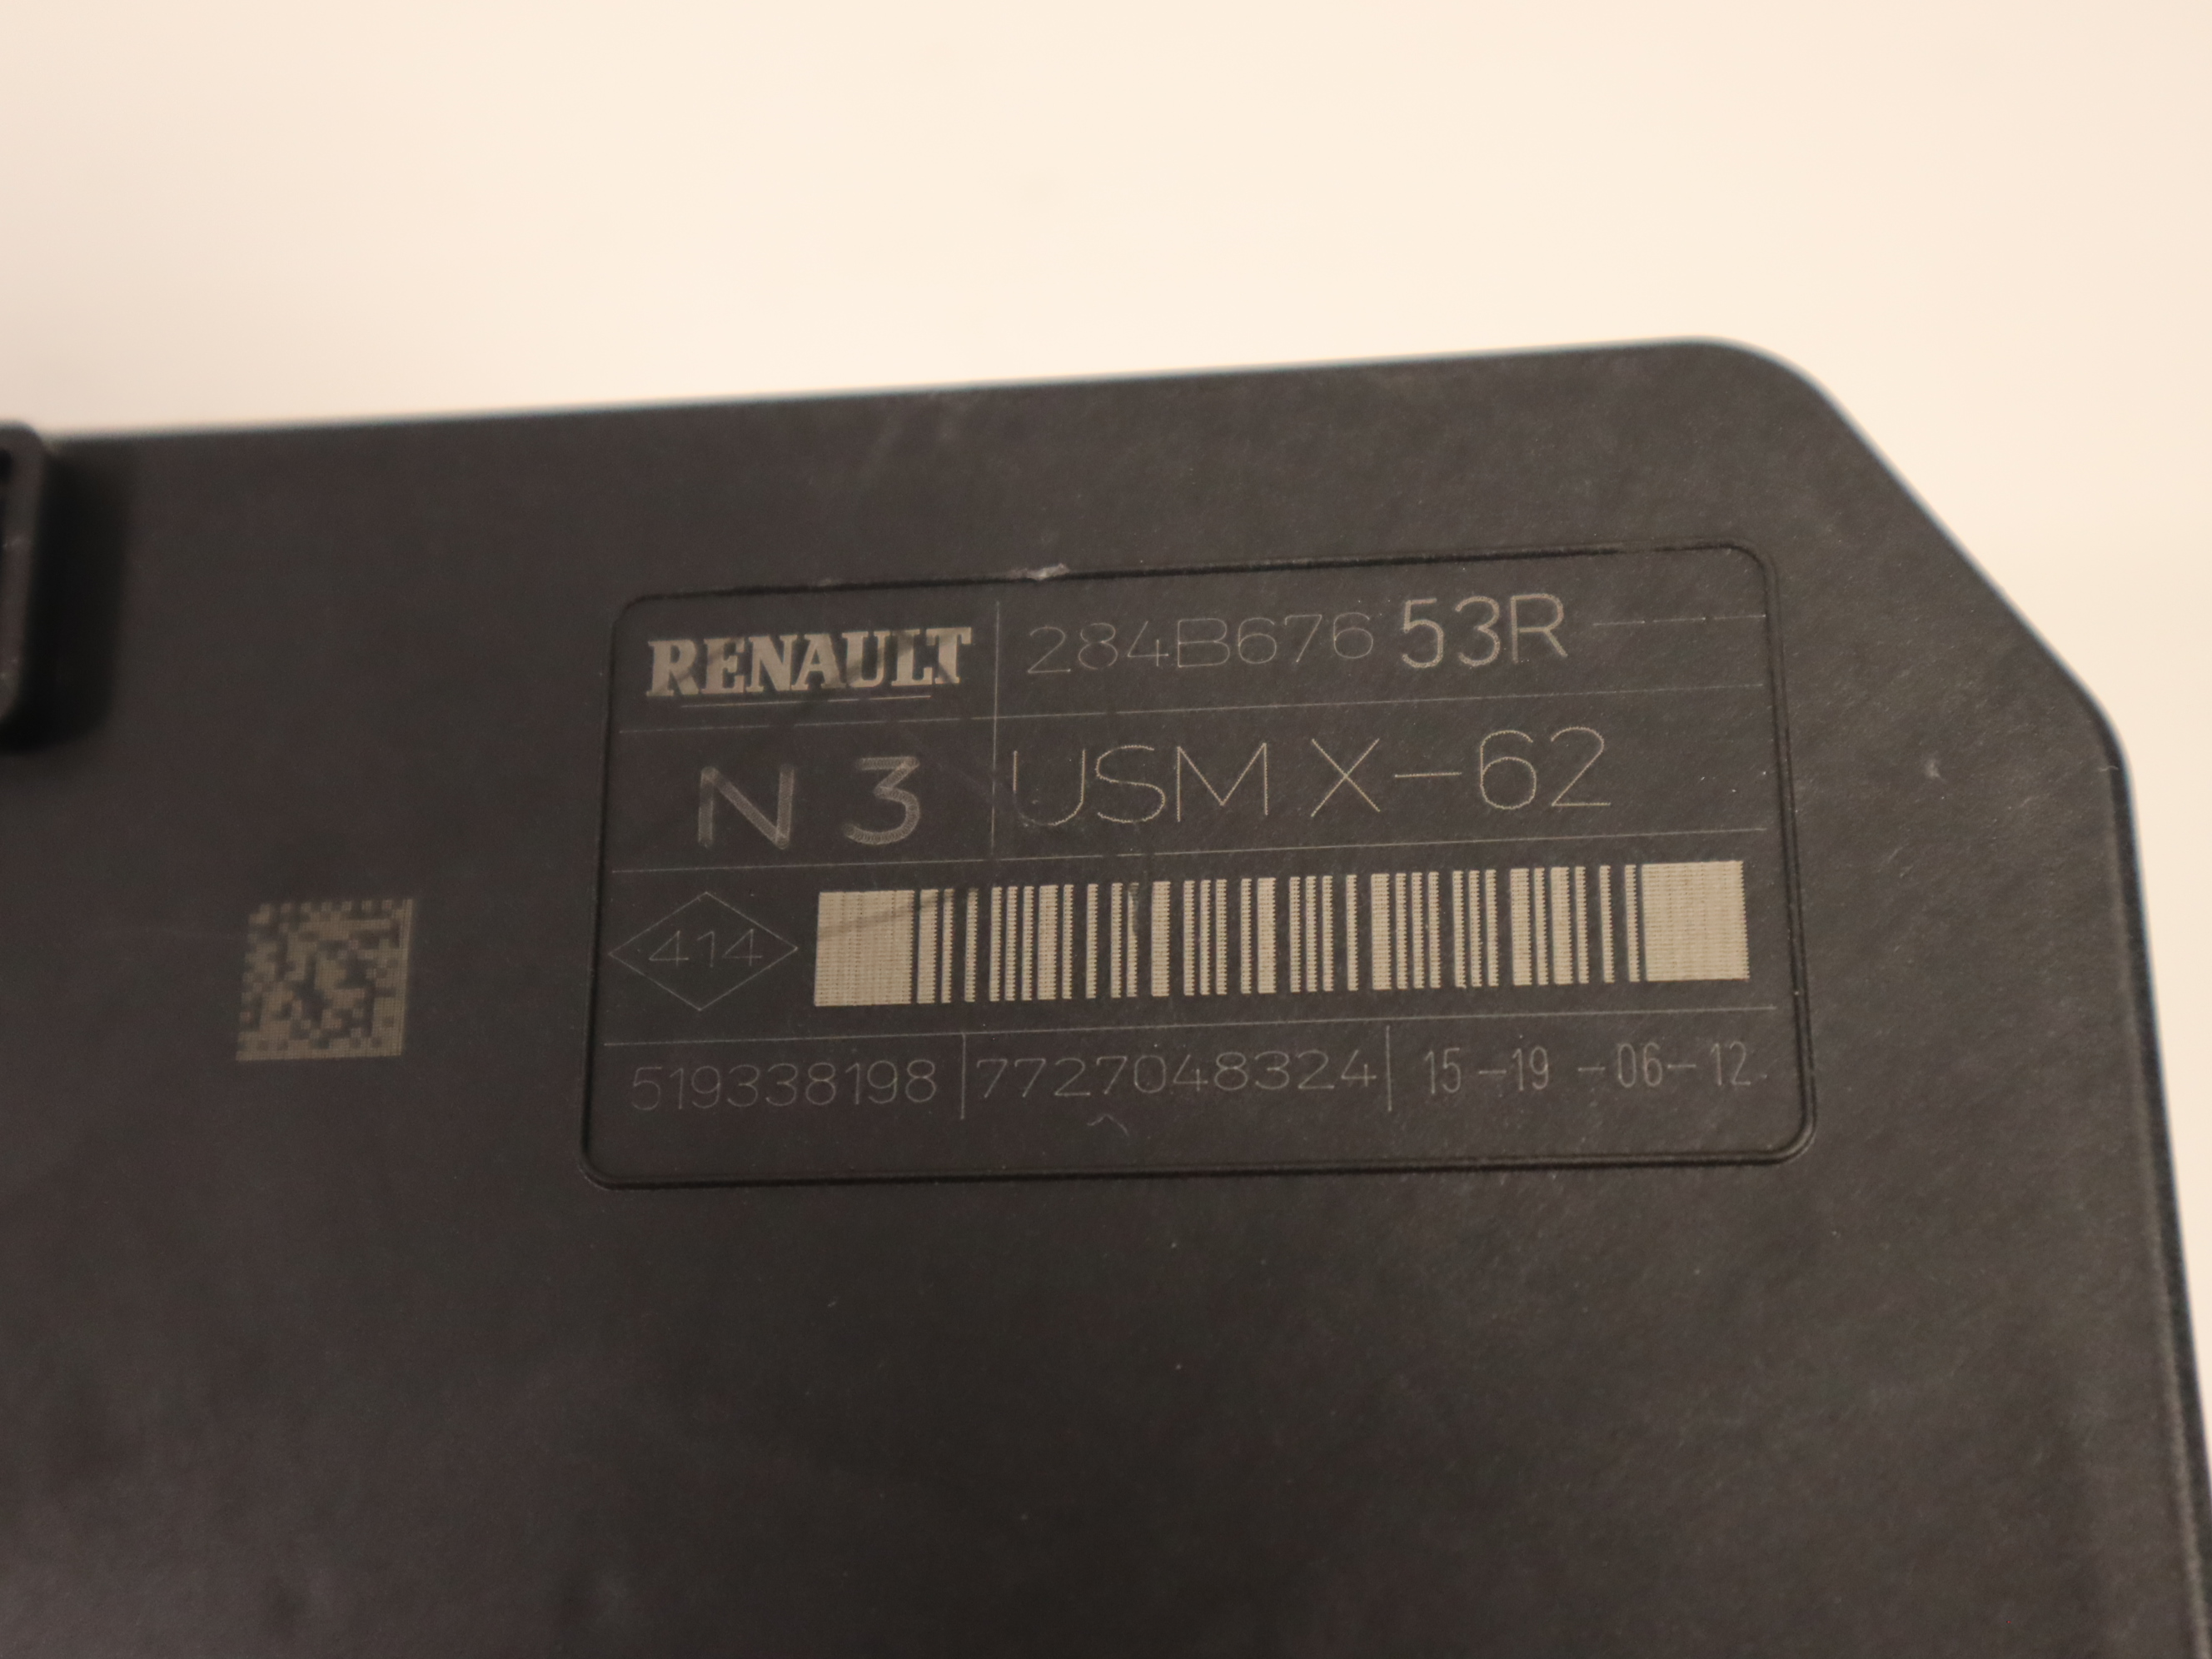 RENAULT 284B676 53R
N 3 USM X-62
414
519338198 7727048324 15-19-06-12